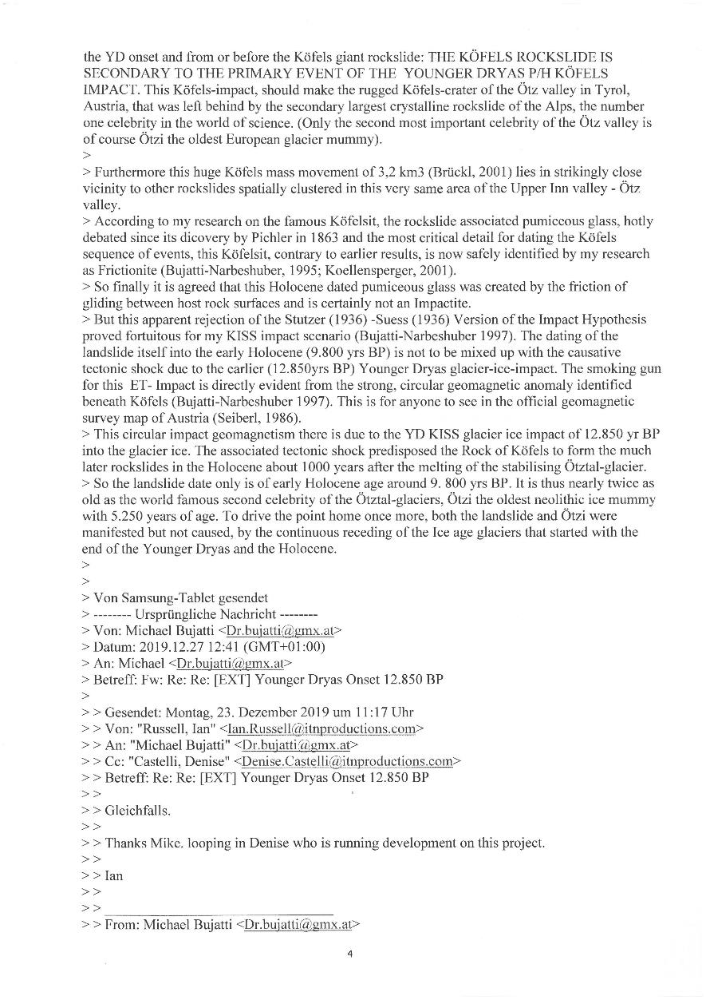 the YD onset and from or before the Köfels giant rockslide: THE KÖFELS ROCKSLIDE IS
SECONDARY TO THE PRIMARY EVENT OF THE YOUNGER DRYAS P/H KÖFELS
IMPACT. This Köfels-impact, should make the rugged Köfels-crater of the Ötz valley in Tyrol,
Austria, that was left behind by the secondary largest crystalline rockslide of the Alps, the number
one celebrity in the world of science. (Only the second most important celebrity of the Ötz valley is
of course Ötzi the oldest European glacier mummy).
>
> Furthermore this huge Köfels mass movement of 3,2 km3 (Brückl, 2001) lies in strikingly close
vicinity to other rockslides spatially clustered in this very same area of the Upper Inn valley - Ötz
valley.
> According to my research on the famous Köfelsit, the rockslide associated pumiceous glass, hotly
debated since its dicovery by Pichler in 1863 and the most critical detail for dating the Köfels
sequence of events, this Köfelsit, contrary to earlier results, is now safely identified by my research
as Frictionite (Bujatti-Narbeshuber, 1995; Koellensperger, 2001).
> So finally it is agreed that this Holocene dated pumiceous glass was created by the friction of
gliding between host rock surfaces and is certainly not an Impactite.
> But this apparent rejection of the Stutzer (1936) -Suess (1936) Version of the Impact Hypothesis
proved fortuitous for my KISS impact scenario (Bujatti-Narbeshuber 1997). The dating of the
landslide itself into the early Holocene (9.800 yrs BP) is not to be mixed up with the causative
tectonic shock due to the earlier (12.850yrs BP) Younger Dryas glacier-ice-impact. The smoking gun
for this ET- Impact is directly evident from the strong, circular geomagnetic anomaly identified
beneath Köfels (Bujatti-Narbeshuber 1997). This is for anyone to see in the official geomagnetic
survey map of Austria (Seiberl, 1986).
> This circular impact geomagnetism there is due to the YD KISS glacier ice impact of 12.850 yr BP
into the glacier ice. The associated tectonic shock predisposed the Rock of Köfels to form the much
later rockslides in the Holocene about 1000 years after the melting of the stabilising Ötztal-glacier.
> So the landslide date only is of early Holocene age around 9. 800 yrs BP. It is thus nearly twice as
old as the world famous second celebrity of the Ötztal-glaciers, Ötzi the oldest neolithic ice mummy
with 5.250 years of age. To drive the point home once more, both the landslide and Ötzi were
manifested but not caused, by the continuous receding of the Ice age glaciers that started with the
end of the Younger Dryas and the Holocene.
>
>
> Von Samsung-Tablet gesendet
> -------- Ursprüngliche Nachricht --------
> Von: Michael Bujatti <Dr.bujatti@gmx.at>
> Datum: 2019.12.27 12:41 (GMT+01:00)
> An: Michael <Dr.bujatti@gmx.at>
> Betreff: Fw: Re: Re: [EXT] Younger Dryas Onset 12.850 BP
>
> > Gesendet: Montag, 23. Dezember 2019 um 11:17 Uhr
> > Von: "Russell, Ian" <Ian.Russell@itnproductions.com>
> > An: "Michael Bujatti" <Dr.bujatti@gmx.at>
> > Cc: "Castelli, Denise" <Denise.Castelli@itnproductions.com>
> > Betreff: Re: Re: [EXT] Younger Dryas Onset 12.850 BP
> >
> > Gleichfalls.
> >
> > Thanks Mike. looping in Denise who is running development on this project.
> >
> > Ian
> >
> > ________________________________
> > From: Michael Bujatti <Dr.bujatti@gmx.at>
4